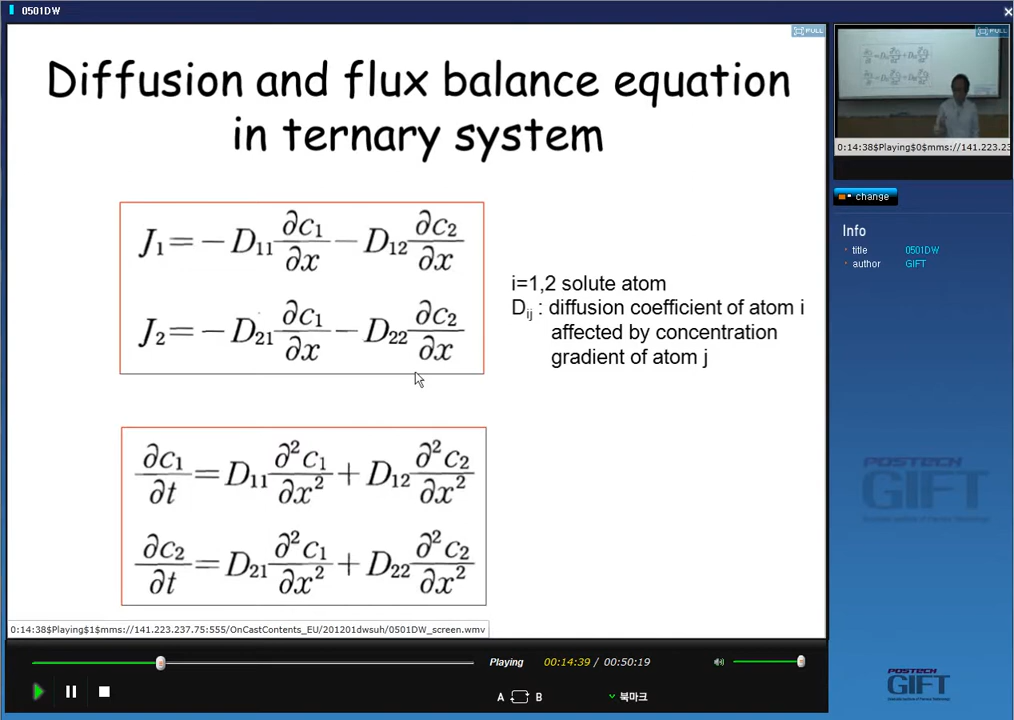 0501DW
FULL
FULL
Diffusion and flux balance equation
in ternary system
J₁ = −D₁₁ ∂c₁/∂x − D₁₂ ∂c₂/∂x
J₂ = −D₂₁ ∂c₁/∂x − D₂₂ ∂c₂/∂x
i=1,2 solute atom
Dij : diffusion coefficient of atom i
affected by concentration
gradient of atom j
∂c₁/∂t = D₁₁ ∂²c₁/∂x² + D₁₂ ∂²c₂/∂x²
∂c₂/∂t = D₂₁ ∂²c₁/∂x² + D₂₂ ∂²c₂/∂x²
0:14:38$Playing$0$mms://141.223.23
change
Info
title 0501DW
author GIFT
POSTECH
GIFT
0:14:38$Playing$1$mms://141.223.237.75:555/OnCastContents_EU/201201dwsuh/0501DW_screen.wmv
Playing 00:14:39 / 00:50:19
A B 북마크
POSTECH
GIFT